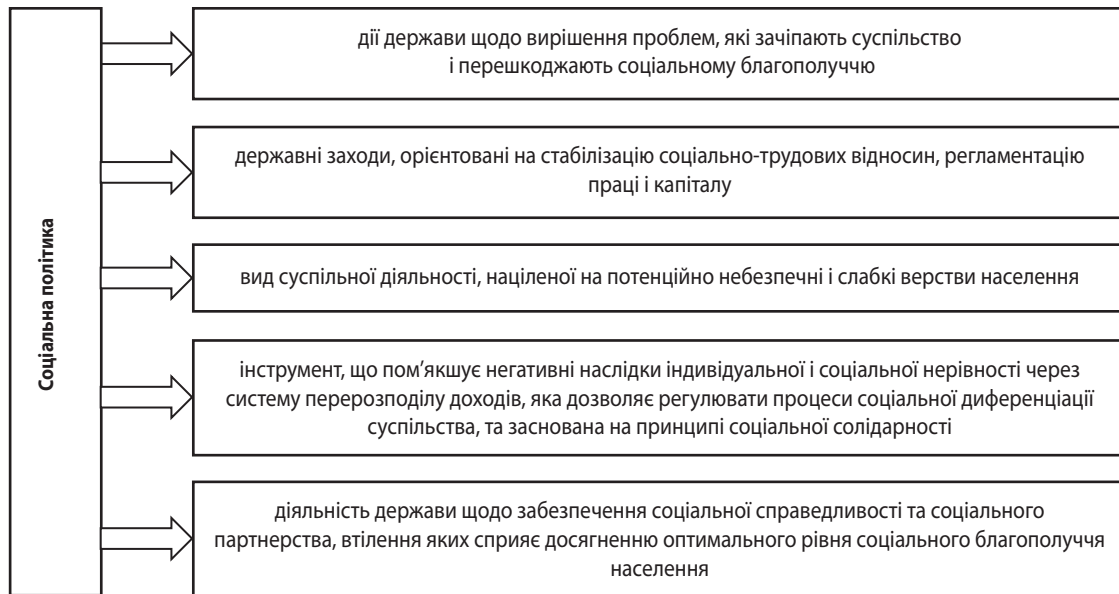 Соціальна політика
дії держави щодо вирішення проблем, які зачіпають суспільство
і перешкоджають соціальному благополуччю
державні заходи, орієнтовані на стабілізацію соціально-трудових відносин, регламентацію
праці і капіталу
вид суспільної діяльності, націленої на потенційно небезпечні і слабкі верстви населення
інструмент, що пом’якшує негативні наслідки індивідуальної і соціальної нерівності через
систему перерозподілу доходів, яка дозволяє регулювати процеси соціальної диференціації
суспільства, та заснована на принципі соціальної солідарності
діяльність держави щодо забезпечення соціальної справедливості та соціального
партнерства, втілення яких сприяє досягненню оптимального рівня соціального благополуччя
населення